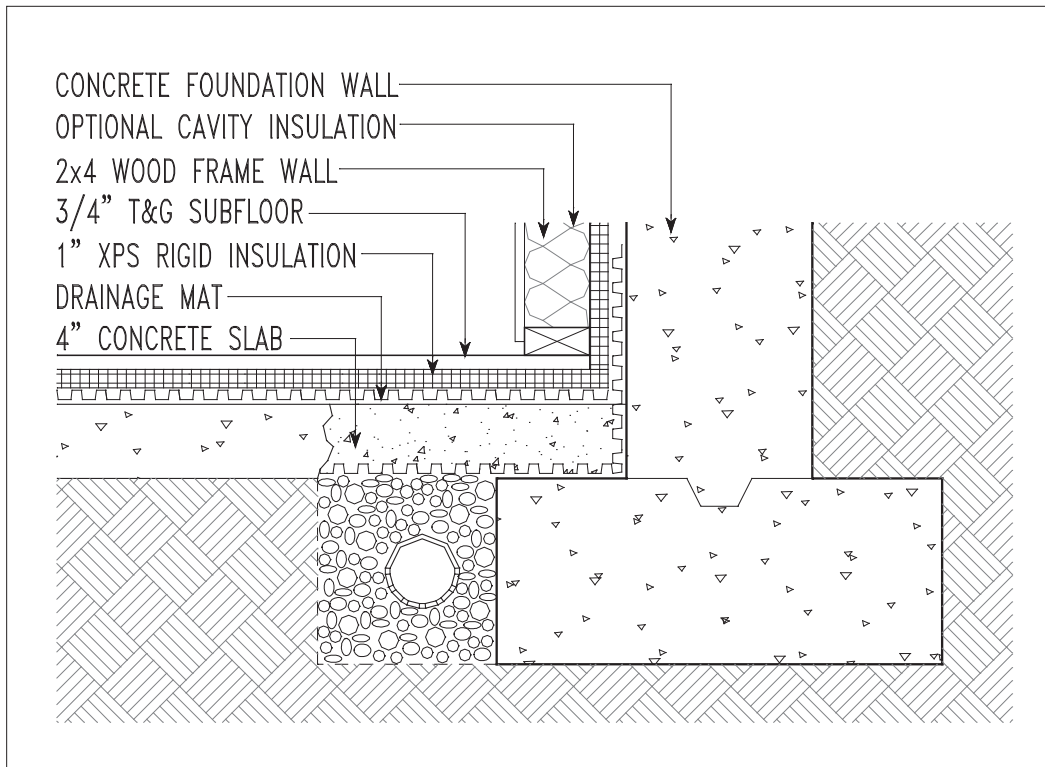 CONCRETE FOUNDATION WALL
OPTIONAL CAVITY INSULATION
2x4 WOOD FRAME WALL
3/4” T&G SUBFLOOR
1” XPS RIGID INSULATION
DRAINAGE MAT
4” CONCRETE SLAB